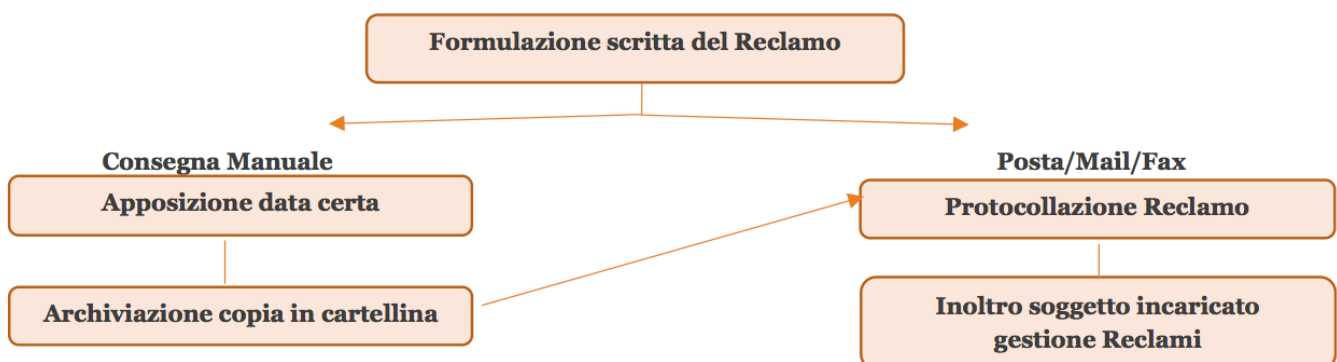 Formulazione scritta del Reclamo
Consegna Manuale
Apposizione data certa
Archiviazione copia in cartellina
Posta/Mail/Fax
Protocollazione Reclamo
Inoltro soggetto incaricato
gestione Reclami